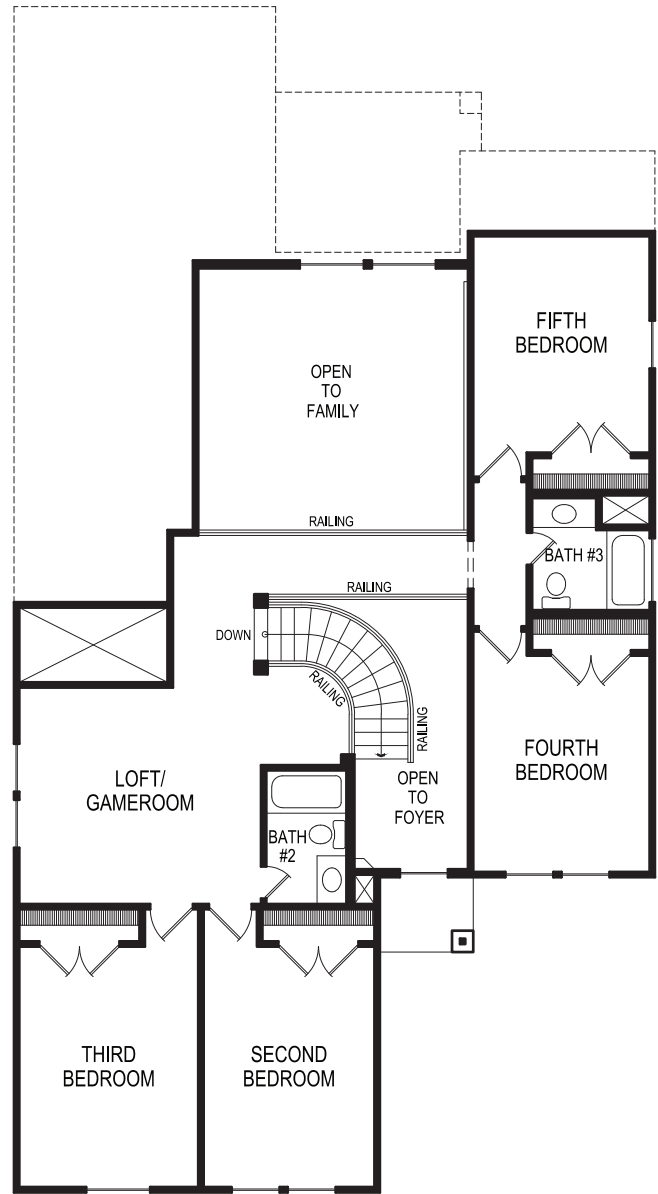 FIFTH
BEDROOM
OPEN
TO
FAMILY
RAILING
BATH #3
RAILING
DOWN
RAILING
RAILING
FOURTH
BEDROOM
LOFT/
GAMEROOM
OPEN
TO
FOYER
BATH
#2
THIRD
BEDROOM
SECOND
BEDROOM